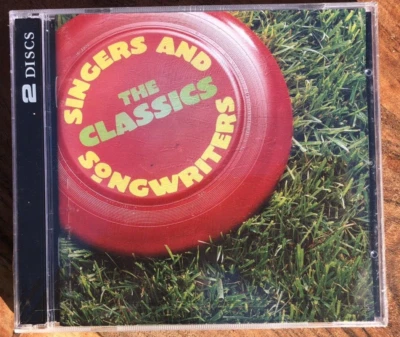 2 DISCS
SINGERS AND
THE
CLASSICS
SONGWRITERS